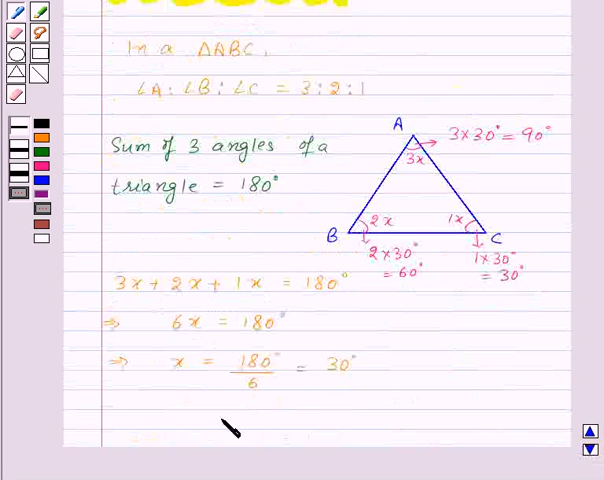 In a ΔABC,
∠A : ∠B : ∠C = 3 : 2 : 1
Sum of 3 angles of a
triangle = 180°
A
3x
3×30° = 90°
2x
1x
B
C
2×30°
= 60°
1×30°
= 30°
3x + 2x + 1x = 180°
⇒ 6x = 180°
⇒ x = 180°/6 = 30°